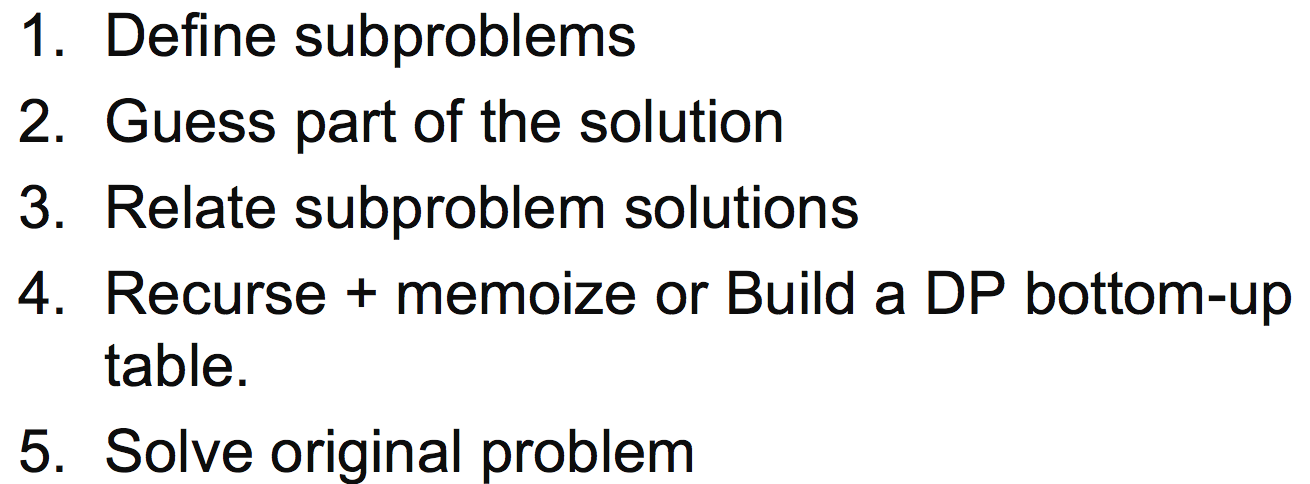 1. Define subproblems
2. Guess part of the solution
3. Relate subproblem solutions
4. Recurse + memoize or Build a DP bottom-up
table.
5. Solve original problem